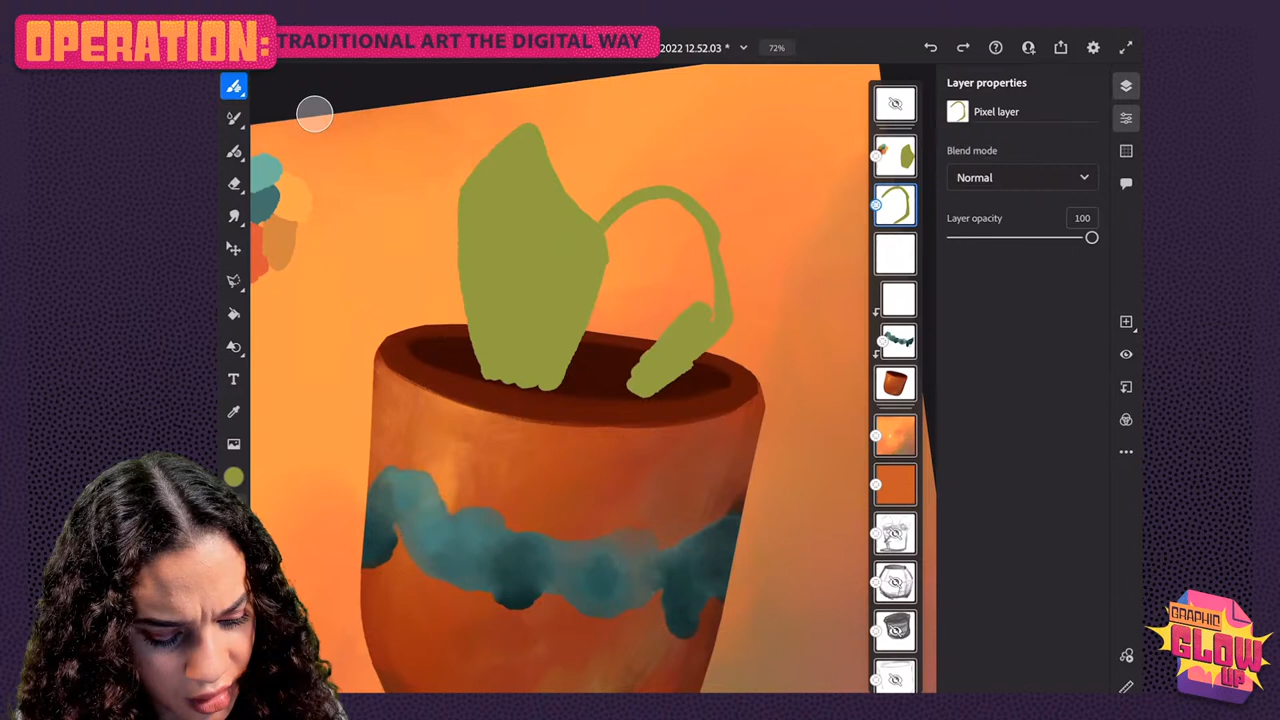 OPERATION:
TRADITIONAL ART THE DIGITAL WAY
2022 12.52.03 *
72%
Layer properties
Pixel layer
Blend mode
Normal
Layer opacity
100
T
GRAPHIC
GLOW
UP